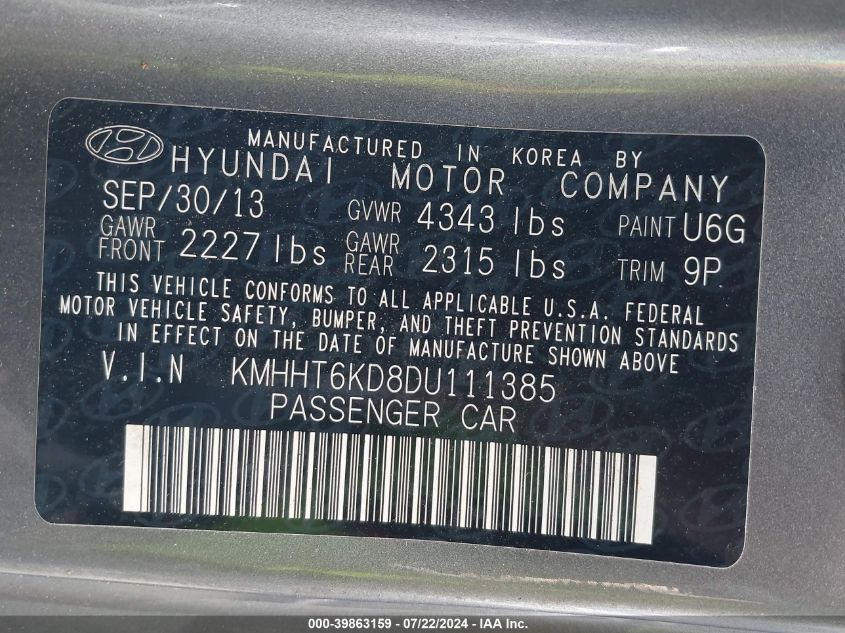 MANUFACTURED IN KOREA BY
HYUNDAI MOTOR COMPANY
SEP/30/13 GVWR 4343 lbs PAINT U6G
GAWR FRONT 2227 lbs GAWR REAR 2315 lbs TRIM 9P
THIS VEHICLE CONFORMS TO ALL APPLICABLE U.S.A. FEDERAL
MOTOR VEHICLE SAFETY, BUMPER, AND THEFT PREVENTION STANDARDS
IN EFFECT ON THE DATE OF MANUFACTURE SHOWN ABOVE
V.I.N KMHHT6KD8DU111385
PASSENGER CAR
000-39863159 - 07/22/2024 - IAA Inc.